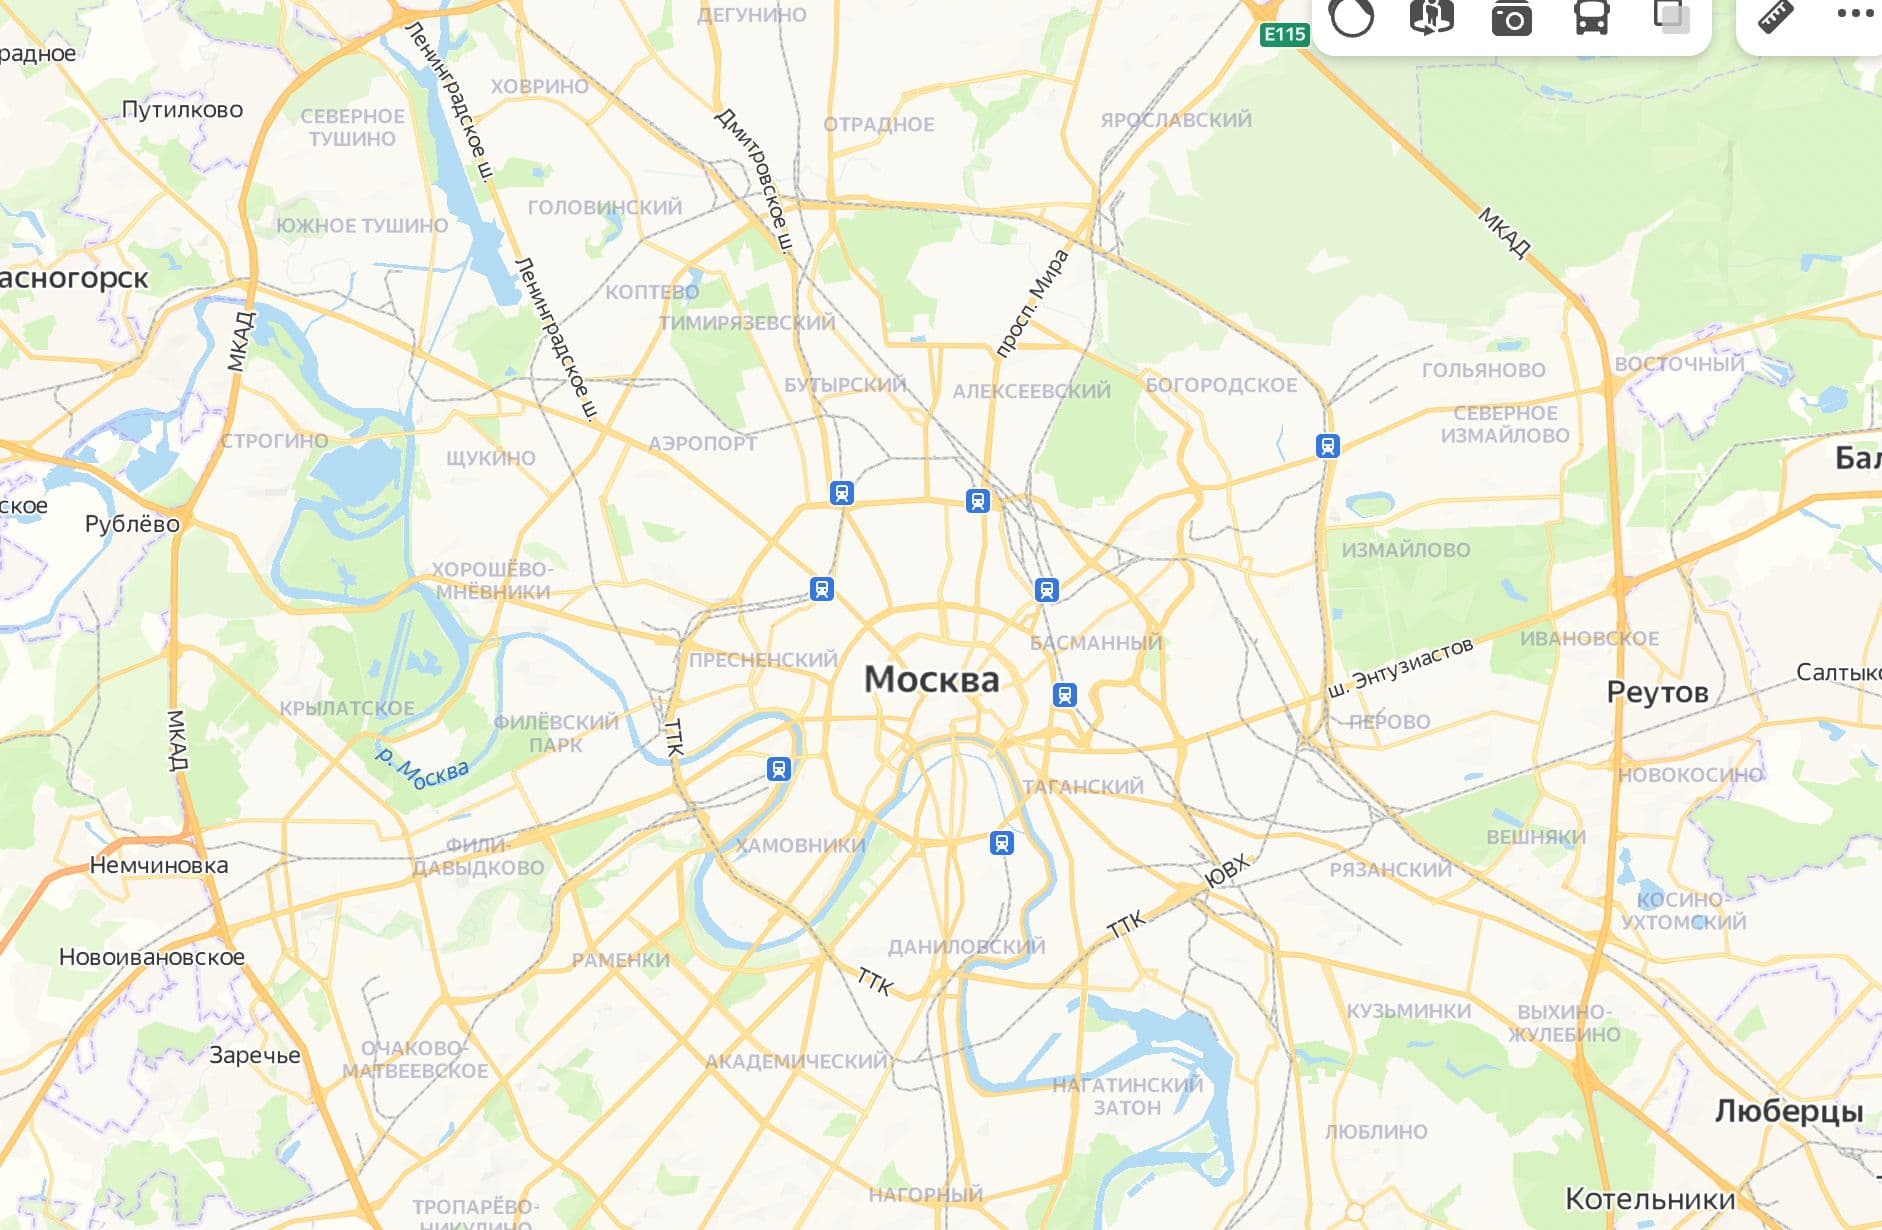 ДЕГУНИНО
E115
радное
Ленинградское ш.
ХОВРИНО
Путилково
СЕВЕРНОЕ
ТУШИНО
Дмитровское ш.
ОТРАДНОЕ
ЯРОСЛАВСКИЙ
ГОЛОВИНСКИЙ
ЮЖНОЕ ТУШИНО
МКАД
асногорск
Ленинградское ш.
КОПТЕВО
просп. Мира
ТИМИРЯЗЕВСКИЙ
МКАД
БУТЫРСКИЙ
АЛЕКСЕЕВСКИЙ
БОГОРОДСКОЕ
ГОЛЬЯНОВО
ВОСТОЧНЫЙ
СЕВЕРНОЕ
ИЗМАЙЛОВО
СТРОГИНО
АЭРОПОРТ
ЩУКИНО
Бал
ское
Рублёво
ИЗМАЙЛОВО
ХОРОШЁВО-
МНЁВНИКИ
БАСМАННЫЙ
ИВАНОВСКОЕ
ПРЕСНЕНСКИЙ
Москва
ш. Энтузиастов
Реутов
Салтыко
КРЫЛАТСКОЕ
ФИЛЁВСКИЙ
ПАРК
ПЕРОВО
МКАД
ТТК
р. Москва
ТАГАНСКИЙ
НОВОКОСИНО
ФИЛИ-
ДАВЫДКОВО
ХАМОВНИКИ
ВЕШНЯКИ
Немчиновка
ЮВХ
РЯЗАНСКИЙ
КОСИНО-
УХТОМСКИЙ
ТТК
ДАНИЛОВСКИЙ
Новоивановское
РАМЕНКИ
ТТК
КУЗЬМИНКИ
ВЫХИНО-
ЖУЛЕБИНО
Заречье
ОЧАКОВО-
МАТВЕЕВСКОЕ
АКАДЕМИЧЕСКИЙ
НАГАТИНСКИЙ
ЗАТОН
Люберцы
ЛЮБЛИНО
НАГОРНЫЙ
Котельники
ТРОПАРЁВО-
НИКУЛИНО